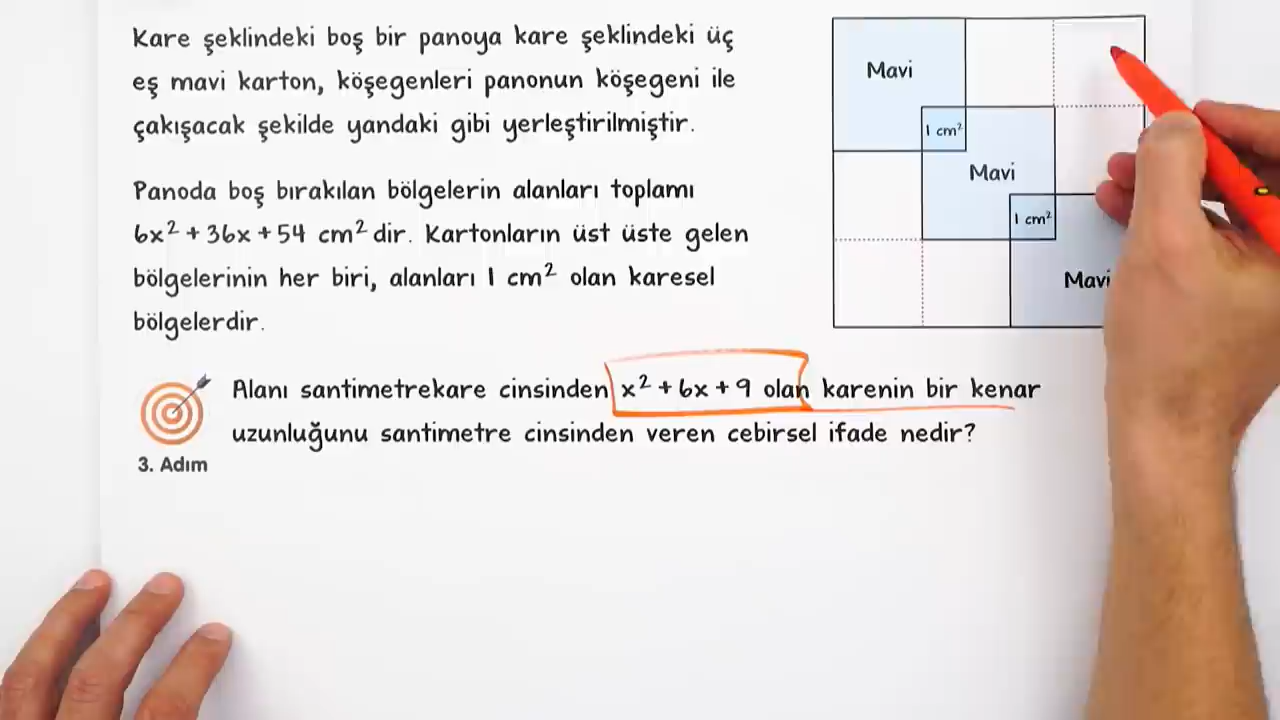 Kare şeklindeki boş bir panoya kare şeklindeki üç
eş mavi karton, köşegenleri panonun köşegeni ile
çakışacak şekilde yandaki gibi yerleştirilmiştir.
Panoda boş bırakılan bölgelerin alanları toplamı
6x² + 36x + 54 cm² dir. Kartonların üst üste gelen
bölgelerinin her biri, alanları 1 cm² olan karesel
bölgelerdir.
Mavi
1 cm²
Mavi
1 cm²
Mavi
Alanı santimetrekare cinsinden x² + 6x + 9 olan karenin bir kenar
uzunluğunu santimetre cinsinden veren cebirsel ifade nedir?
3. Adım